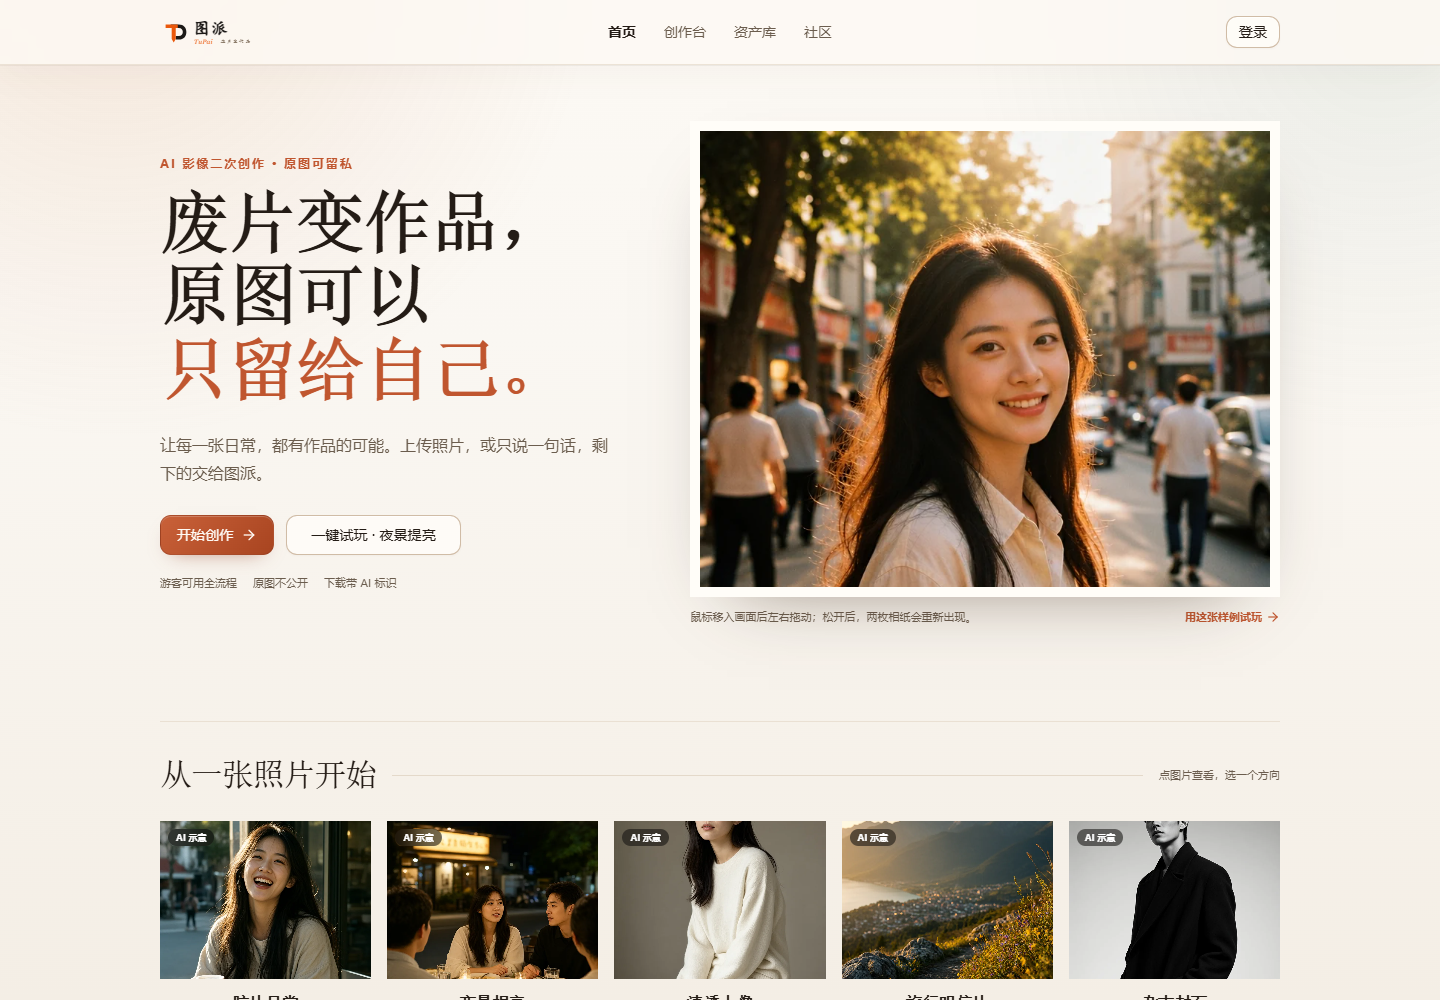 图派
TuPai
首页
创作台
资产库
社区
登录
AI 影像二次创作 · 原图可留私
废片变作品，
原图可以
只留给自己。
让每一张日常，都有作品的可能。上传照片，或只说一句话，剩
下的交给图派。
开始创作 →
一键试玩 · 夜景提亮
游客可用全流程 原图不公开 下载带 AI 标识
鼠标移入画面后左右拖动；松开后，两枚相纸会重新出现。
用这张样例试玩 →
从一张照片开始
点图片查看，选一个方向
AI 示意
AI 示意
AI 示意
AI 示意
AI 示意